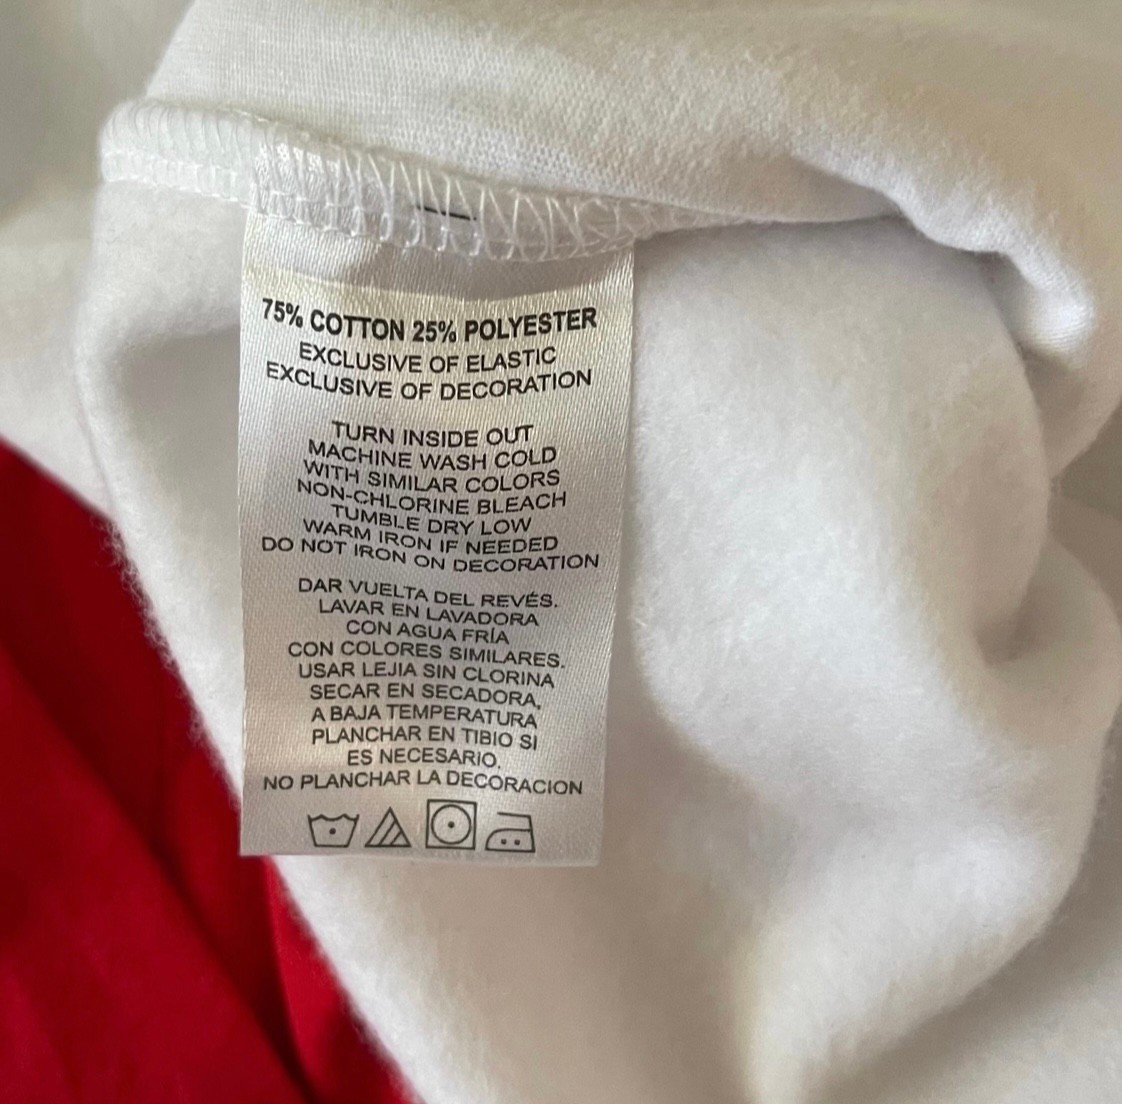 75% COTTON 25% POLYESTER
EXCLUSIVE OF ELASTIC
EXCLUSIVE OF DECORATION
TURN INSIDE OUT
MACHINE WASH COLD
WITH SIMILAR COLORS
NON-CHLORINE BLEACH
TUMBLE DRY LOW
WARM IRON IF NEEDED
DO NOT IRON ON DECORATION
DAR VUELTA DEL REVÉS.
LAVAR EN LAVADORA
CON AGUA FRÍA
CON COLORES SIMILARES.
USAR LEJIA SIN CLORINA
SECAR EN SECADORA,
A BAJA TEMPERATURA
PLANCHAR EN TIBIO SI
ES NECESARIO.
NO PLANCHAR LA DECORACION